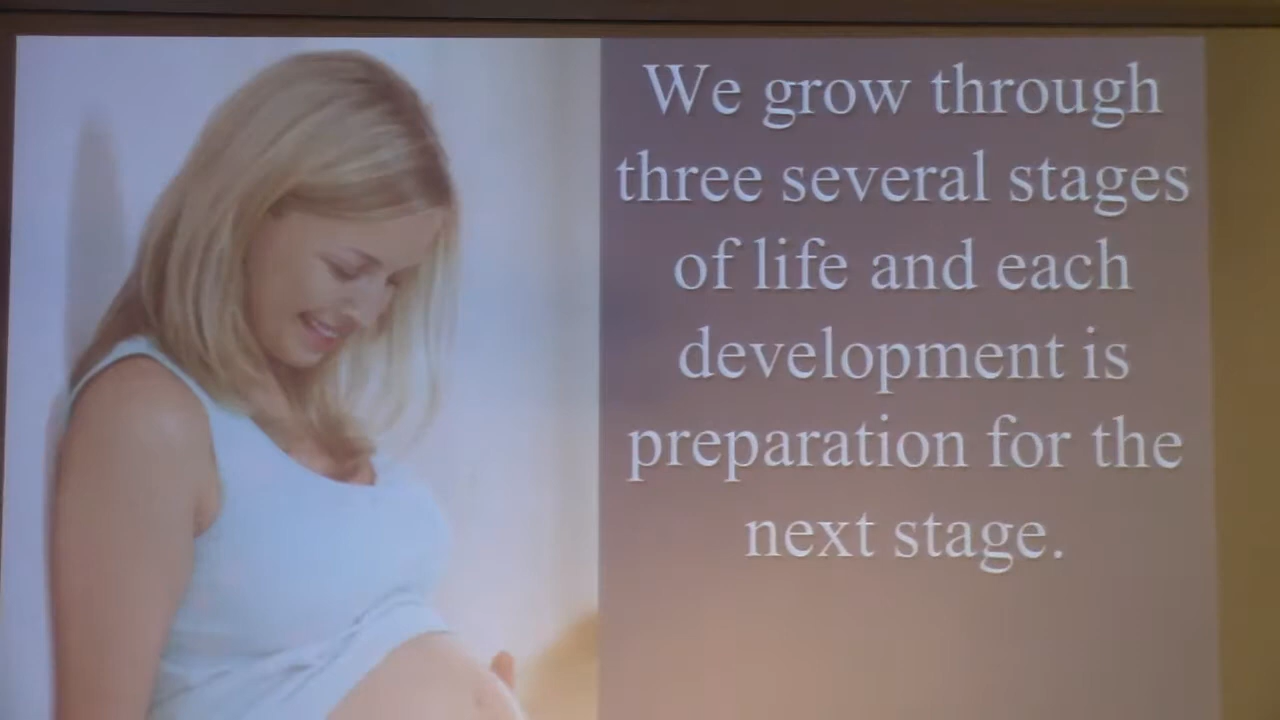 We grow through
three several stages
of life and each
development is
preparation for the
next stage.